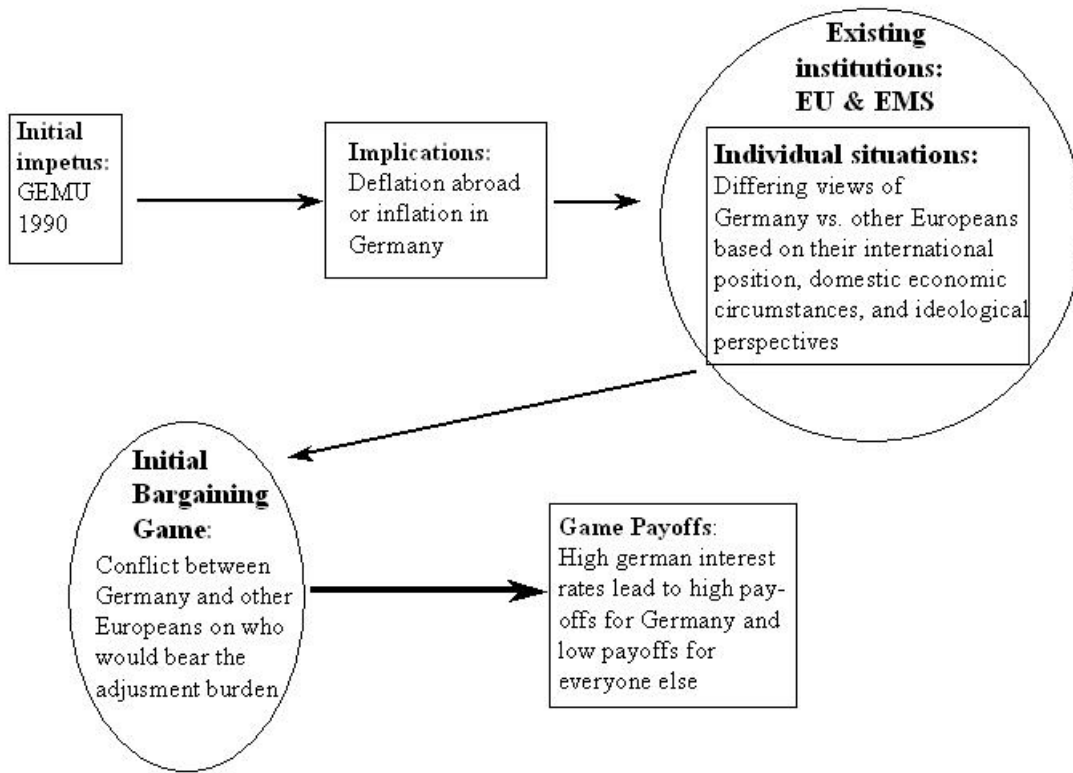 Initial
impetus:
GEMU
1990
Implications:
Deflation abroad
or inflation in
Germany
Existing
institutions:
EU & EMS
Individual situations:
Differing views of
Germany vs. other Europeans
based on their international
position, domestic economic
circumstances, and ideological
perspectives
Initial
Bargaining
Game:
Conflict between
Germany and other
Europeans on who
would bear the
adjusment burden
Game Payoffs:
High german interest
rates lead to high pay-
offs for Germany and
low payoffs for
everyone else